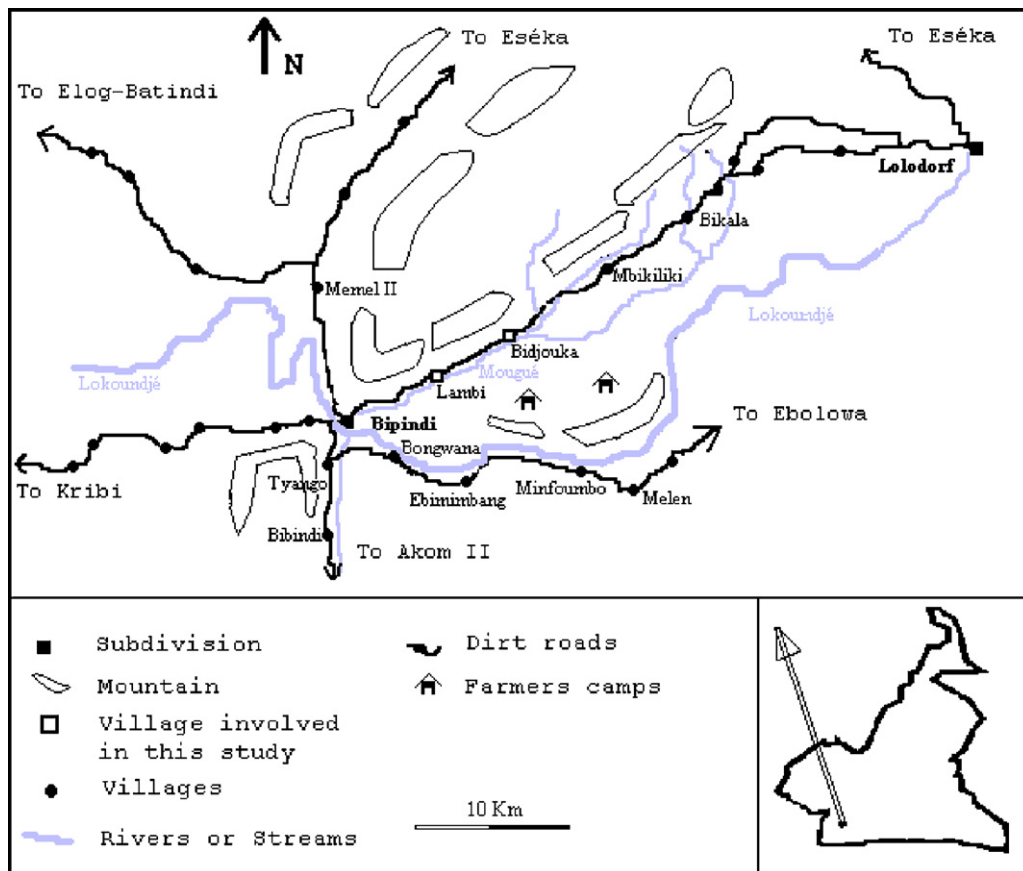 To Eséka
To Eséka
N
To Elog-Batindi
Lolodorf
Bikala
Mbikiliki
Memel II
Lokoundjé
Bidjouka
Mougué
Lokoundjé
Lambi
To Ebolowa
Bipindi
Bongwana
To Kribi
Tyango
Ebimimbang
Minfoumbo
Melen
Bibindi
To Akom II
Subdivision
Mountain
Village involved
in this study
Villages
Rivers or Streams
Dirt roads
Farmers camps
10 Km